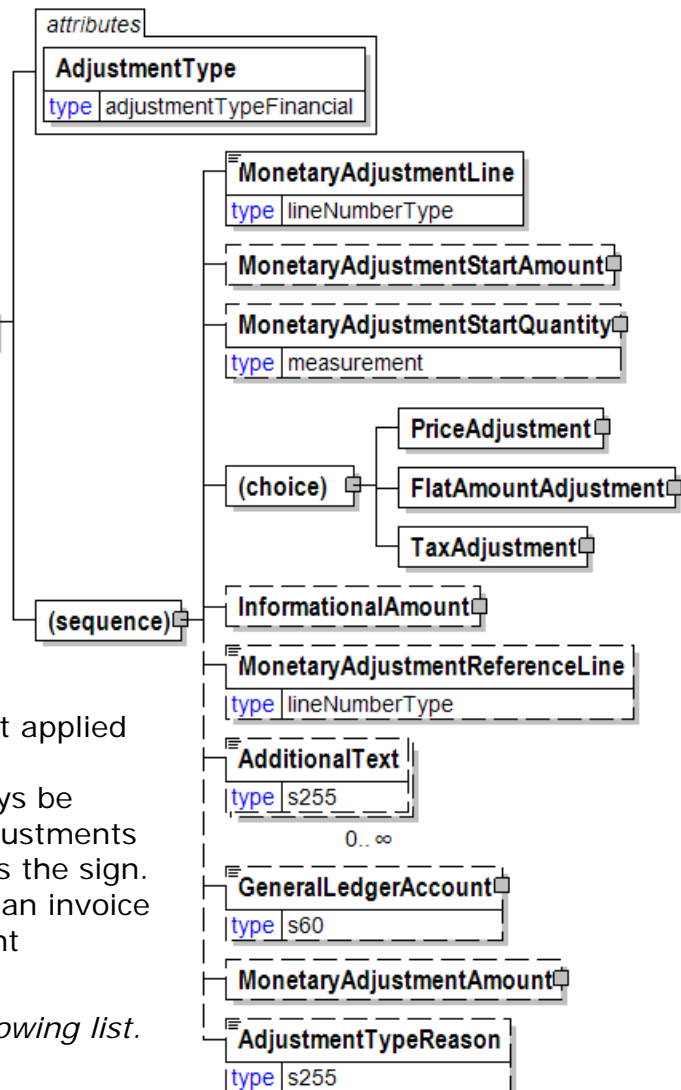 attributes
AdjustmentType
type adjustmentTypeFinancial
MonetaryAdjustmentLine
type lineNumberType
MonetaryAdjustmentStartAmount
MonetaryAdjustmentStartQuantity
type measurement
(choice)
PriceAdjustment
FlatAmountAdjustment
TaxAdjustment
(sequence)
InformationalAmount
MonetaryAdjustmentReferenceLine
type lineNumberType
AdditionalText
type s255
0.. ∞
GeneralLedgerAccount
type s60
MonetaryAdjustmentAmount
AdjustmentTypeReason
type s255
t applied
ys be
ustments
s the sign.
an invoice
nt
owing list.